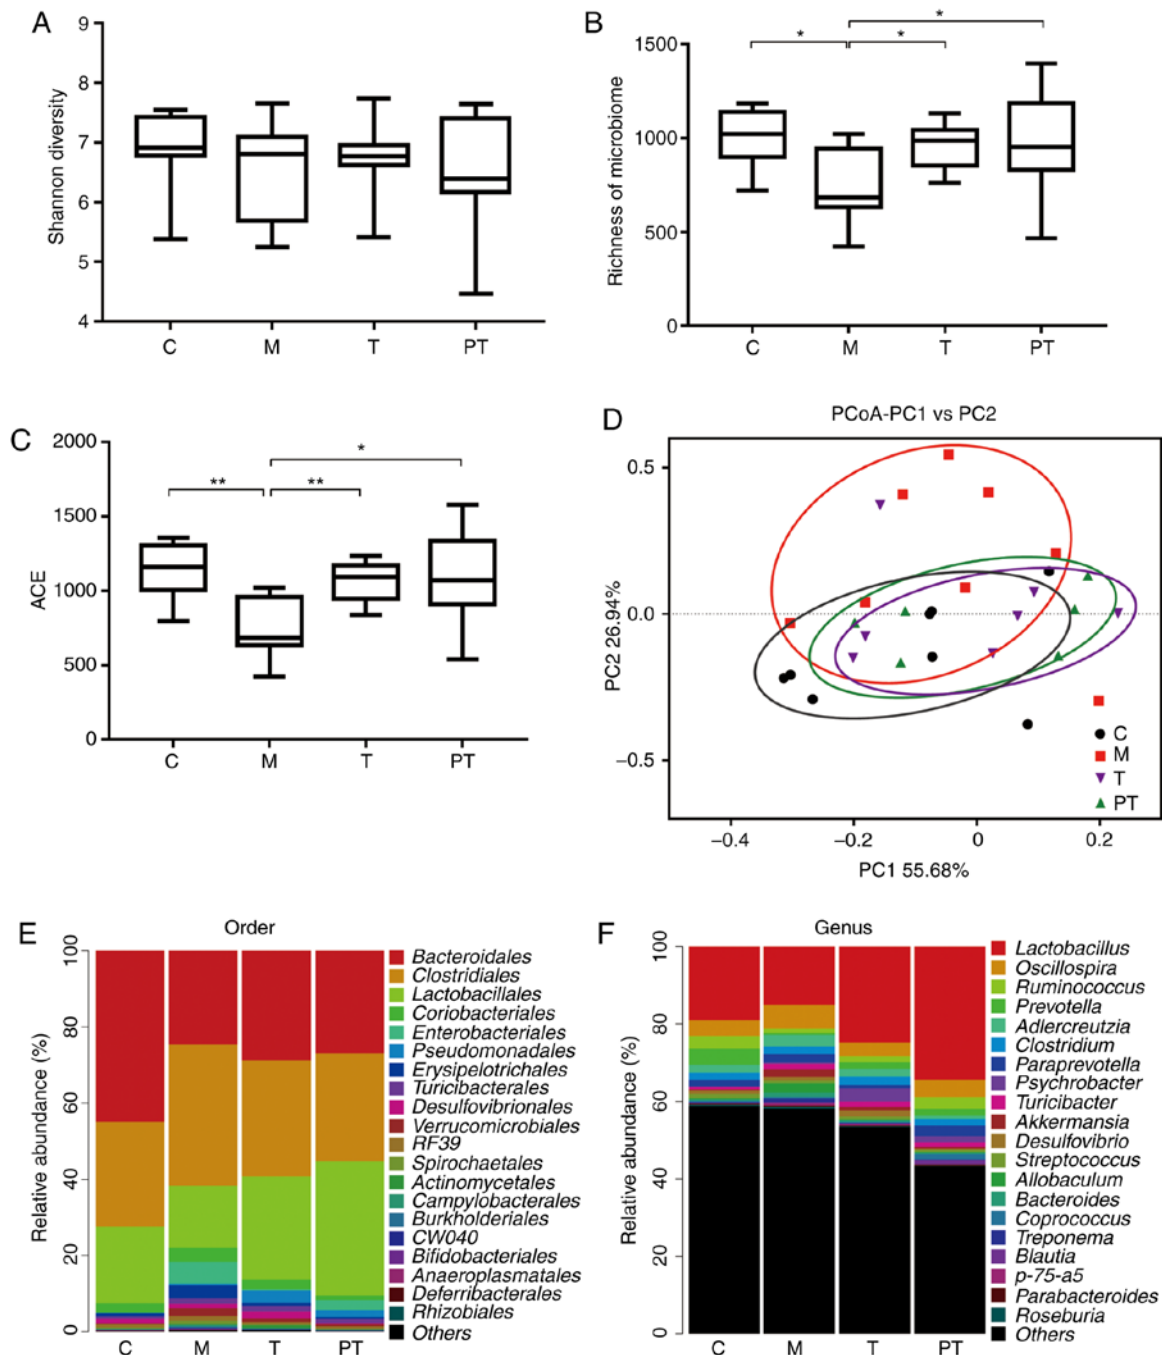 A
9
8
7
6
5
4
Shannon diversity
C M T PT
B
* * *
1500
1000
500
0
Richness of microbiome
C M T PT
C
** ** *
2000
1500
1000
500
0
ACE
C M T PT
D
PCoA-PC1 vs PC2
0.5
0.0
−0.5
PC2 26.94%
−0.4 −0.2 0 0.2
PC1 55.68%
C
M
T
PT
E
Order
100
80
60
40
20
0
Relative abundance (%)
C M T PT
Bacteroidales
Clostridiales
Lactobacillales
Coriobacteriales
Enterobacteriales
Pseudomonadales
Erysipelotrichales
Turicibacterales
Desulfovibrionales
Verrucomicrobiales
RF39
Spirochaetales
Actinomycetales
Campylobacterales
Burkholderiales
CW040
Bifidobacteriales
Anaeroplasmatales
Deferribacterales
Rhizobiales
Others
F
Genus
100
80
60
40
20
0
Relative abundance (%)
C M T PT
Lactobacillus
Oscillospira
Ruminococcus
Prevotella
Adlercreutzia
Clostridium
Paraprevotella
Psychrobacter
Turicibacter
Akkermansia
Desulfovibrio
Streptococcus
Allobaculum
Bacteroides
Coprococcus
Treponema
Blautia
p-75-a5
Parabacteroides
Roseburia
Others